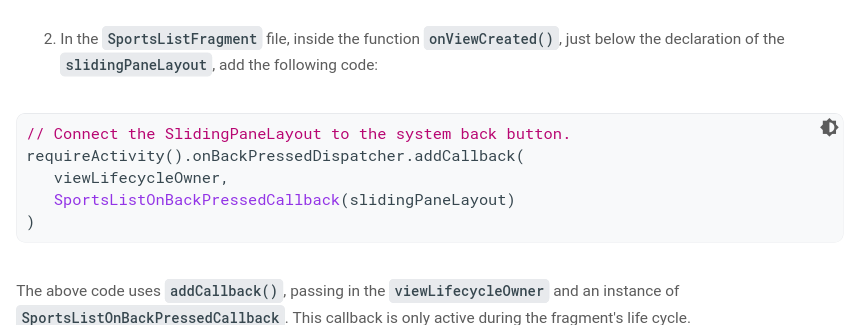 2. In the SportsListFragment file, inside the function onViewCreated(), just below the declaration of the
slidingPaneLayout, add the following code:
// Connect the SlidingPaneLayout to the system back button.
requireActivity().onBackPressedDispatcher.addCallback(
   viewLifecycleOwner,
   SportsListOnBackPressedCallback(slidingPaneLayout)
)
The above code uses addCallback(), passing in the viewLifecycleOwner and an instance of
SportsListOnBackPressedCallback. This callback is only active during the fragment's life cycle.